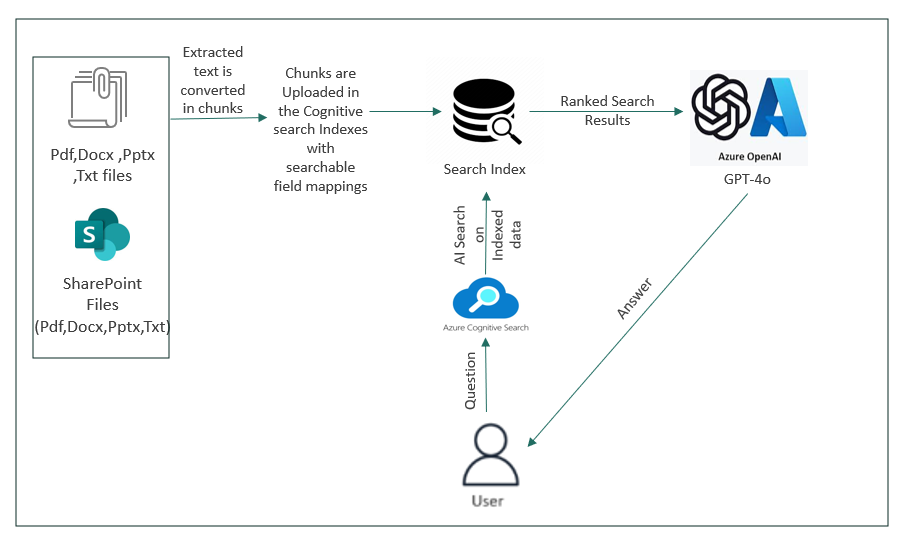 Pdf,Docx ,Pptx
,Txt files
S
SharePoint
Files
(Pdf,Docx,Pptx,Txt)
Extracted
text is
converted
in chunks
Chunks are
Uploaded in
the Cognitive
search Indexes
with
searchable
field mappings
Search Index
Ranked Search
Results
Azure OpenAI
GPT-4o
AI Search
on
Indexed
data
Azure Cognitive Search
Question
Answer
User